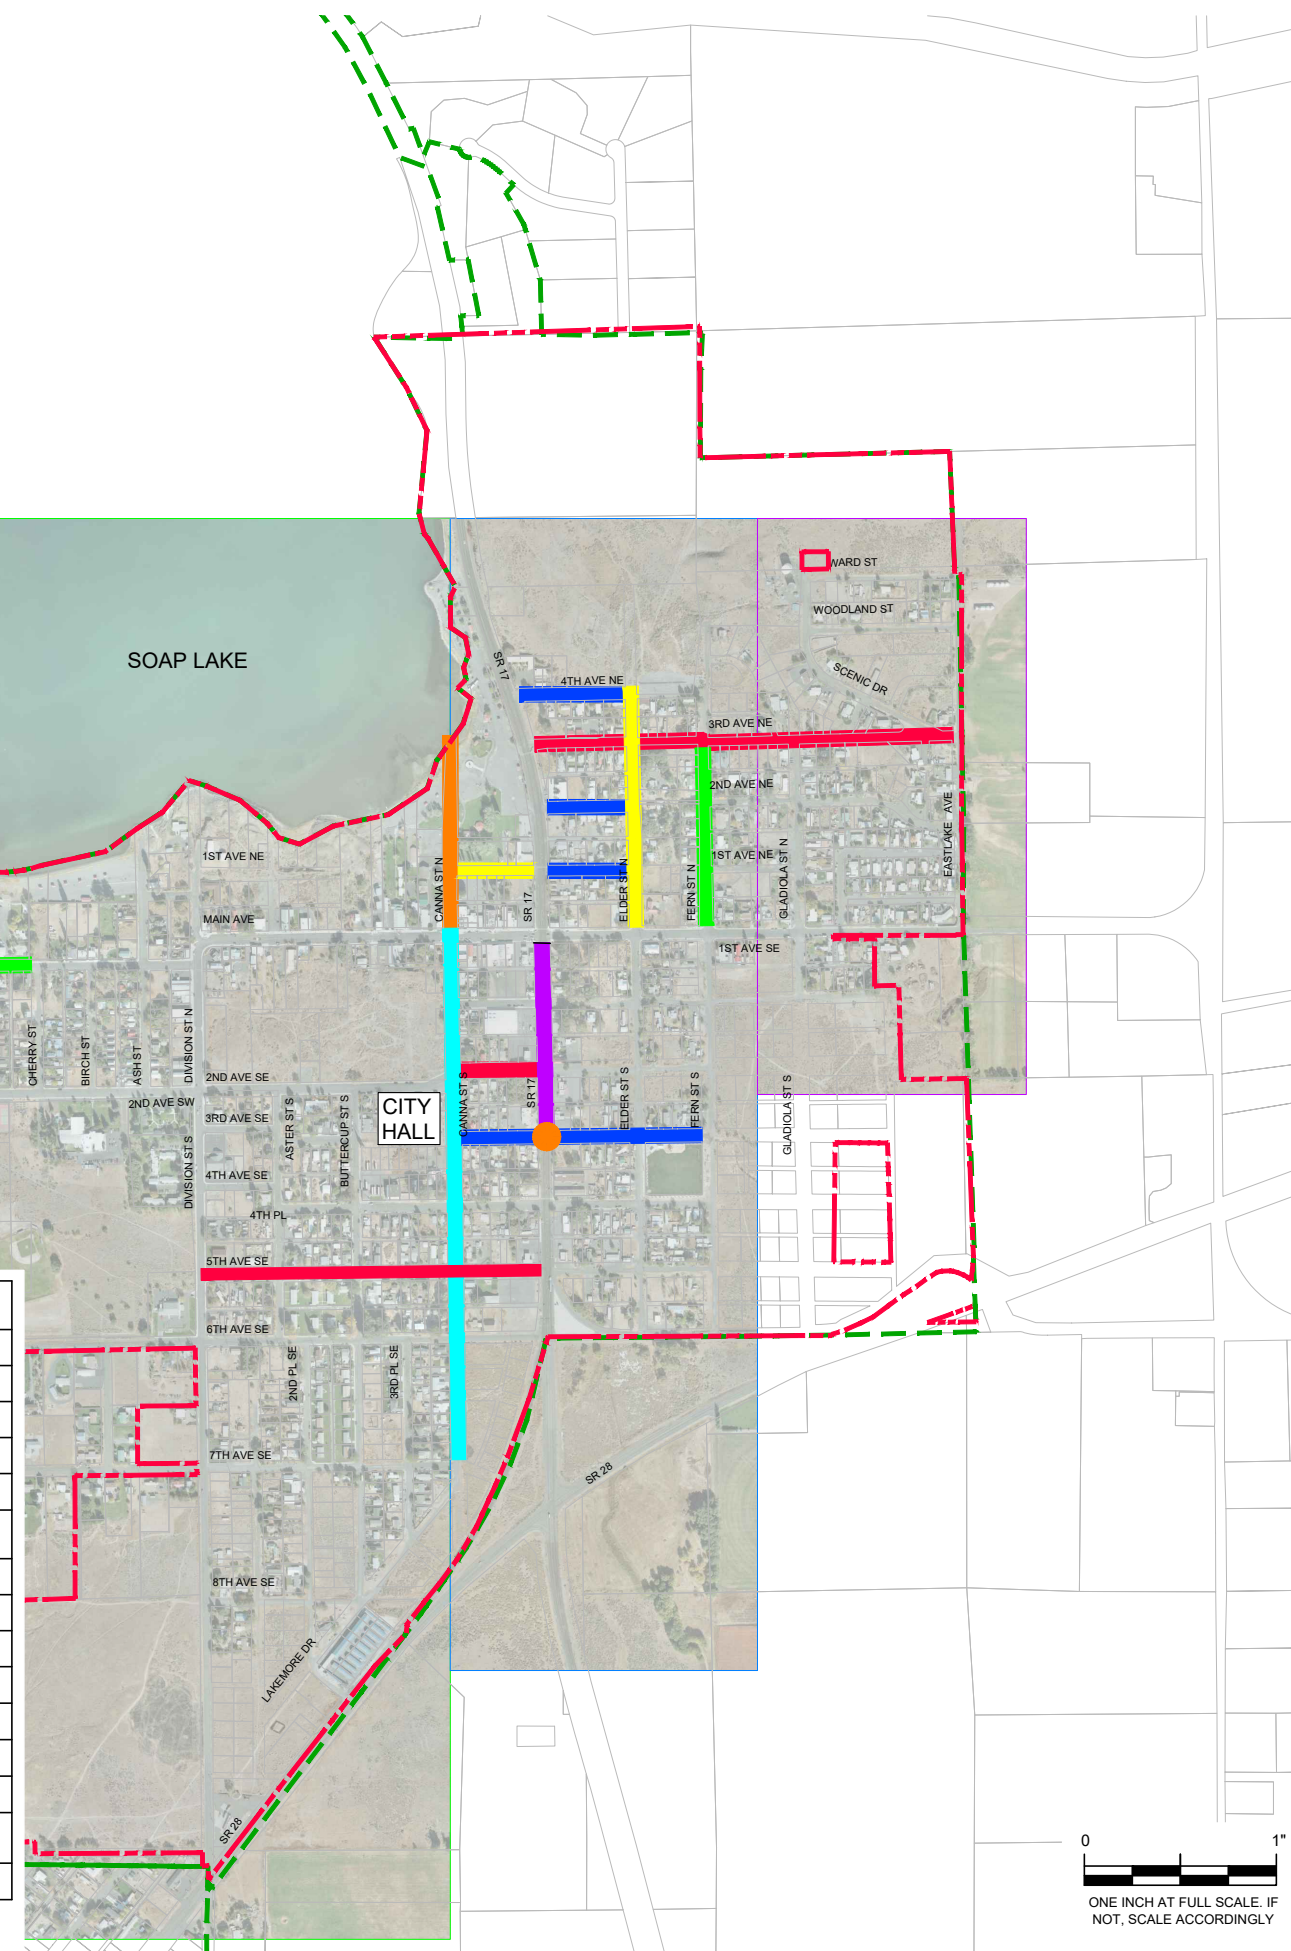 WARD ST
WOODLAND ST
SOAP LAKE
SR 17
4TH AVE NE
SCENIC DR
3RD AVE NE
2ND AVE NE
EASTLAKE AVE
1ST AVE NE
1ST AVE NE
CANNA ST N
SR 17
ELDER ST N
FERN ST N
GLADIOLA ST N
MAIN AVE
1ST AVE SE
CHERRY ST
BIRCH ST
ASH ST
DIVISION ST N
2ND AVE SE
2ND AVE SW
3RD AVE SE
ASTER ST S
BUTTERCUP ST S
CITY
HALL
CANNA ST S
SR 17
ELDER ST S
FERN ST S
GLADIOLA ST S
DIVISION ST S
4TH AVE SE
4TH PL
5TH AVE SE
6TH AVE SE
2ND PL SE
3RD PL SE
7TH AVE SE
SR 28
8TH AVE SE
LAKEMORE DR
SR 28
0 1"
ONE INCH AT FULL SCALE. IF
NOT, SCALE ACCORDINGLY